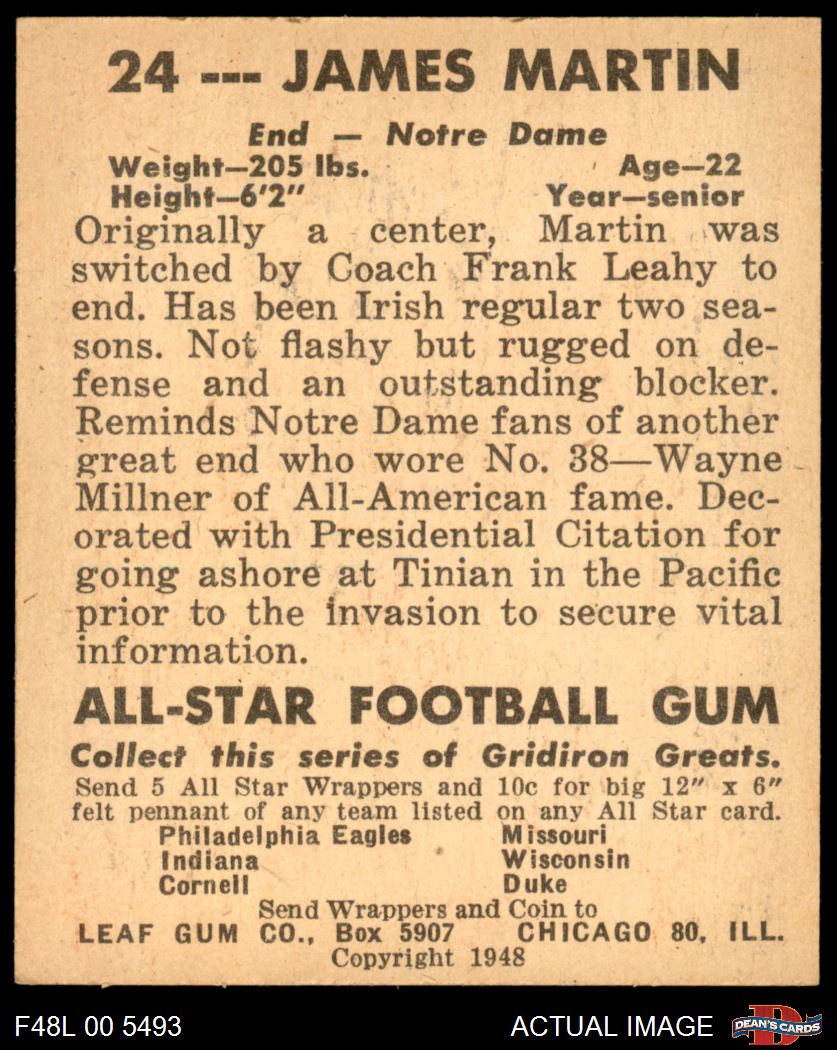 24 --- JAMES MARTIN
End — Notre Dame
Weight—205 lbs. Age—22
Height—6'2" Year—senior
Originally a center, Martin was
switched by Coach Frank Leahy to
end. Has been Irish regular two sea-
sons. Not flashy but rugged on de-
fense and an outstanding blocker.
Reminds Notre Dame fans of another
great end who wore No. 38—Wayne
Millner of All-American fame. Dec-
orated with Presidential Citation for
going ashore at Tinian in the Pacific
prior to the invasion to secure vital
information.
ALL-STAR FOOTBALL GUM
Collect this series of Gridiron Greats.
Send 5 All Star Wrappers and 10c for big 12" x 6"
felt pennant of any team listed on any All Star card.
Philadelphia Eagles Missouri
Indiana Wisconsin
Cornell Duke
Send Wrappers and Coin to
LEAF GUM CO., Box 5907 CHICAGO 80, ILL.
Copyright 1948
F48L 00 5493 ACTUAL IMAGE D DEAN'S CARDS